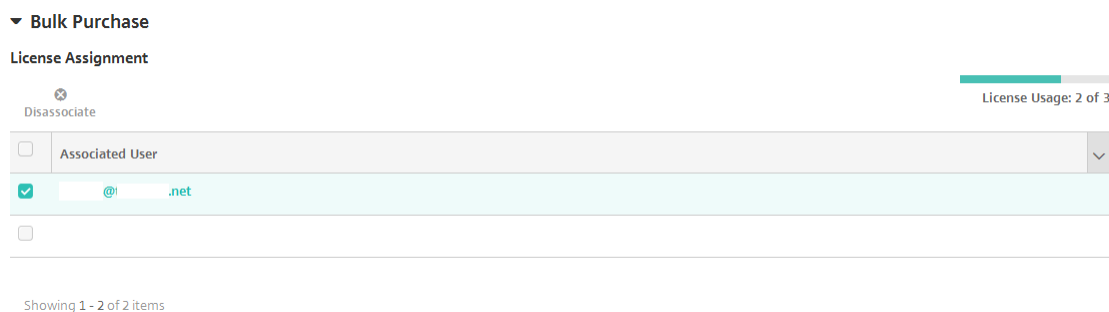 Bulk Purchase
License Assignment
Disassociate
License Usage: 2 of 3
Associated User
@ .net
Showing 1 - 2 of 2 items